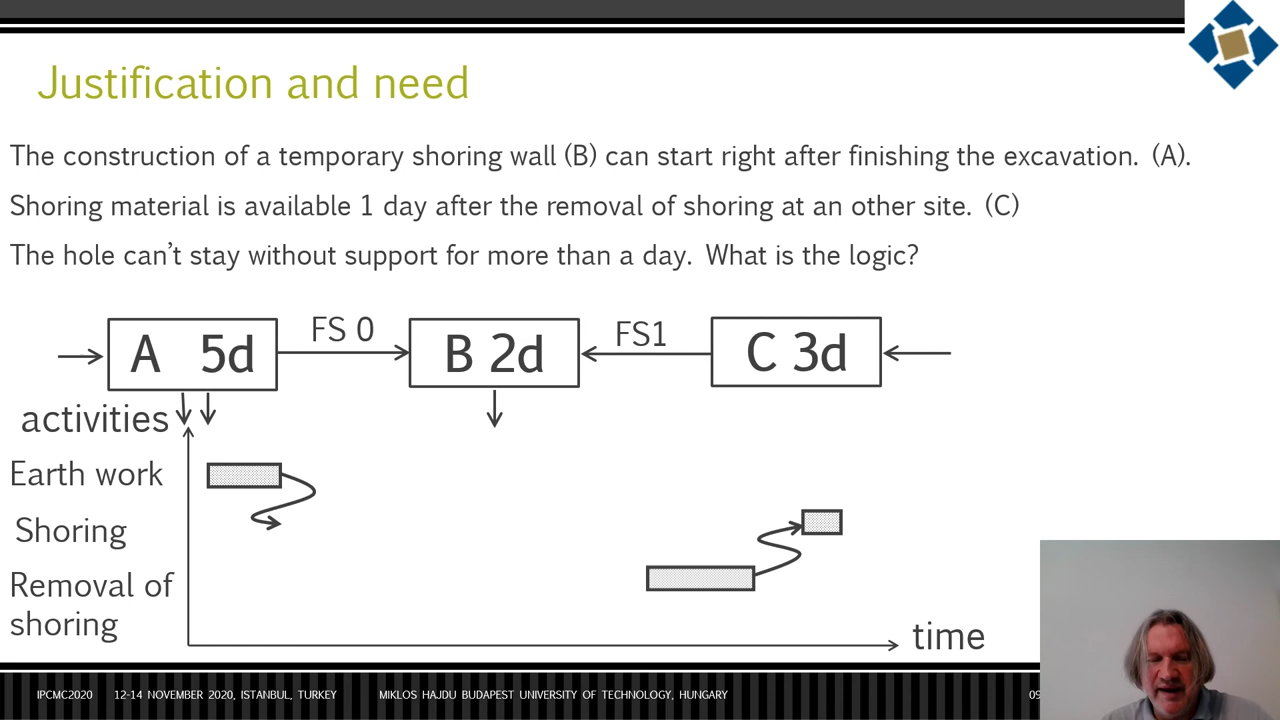 Justification and need
The construction of a temporary shoring wall (B) can start right after finishing the excavation. (A).
Shoring material is available 1 day after the removal of shoring at an other site. (C)
The hole can't stay without support for more than a day. What is the logic?
A 5d
FS 0
B 2d
FS1
C 3d
activities
Earth work
Shoring
Removal of
shoring
time
IPCMC2020 12-14 NOVEMBER 2020, ISTANBUL, TURKEY MIKLOS HAJDU BUDAPEST UNIVERSITY OF TECHNOLOGY, HUNGARY 09